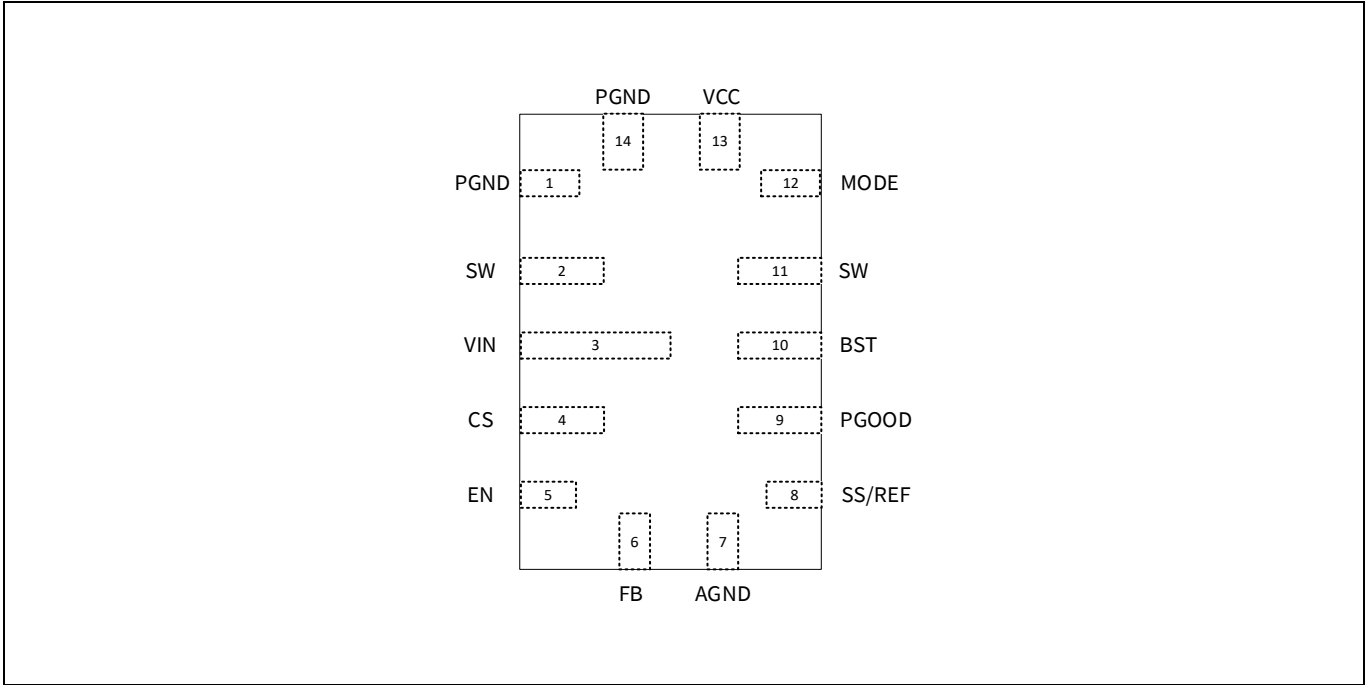 PGND VCC
14 13
PGND 1 12 MODE
SW 2 11 SW
VIN 3 10 BST
CS 4 9 PGOOD
EN 5 8 SS/REF
6 7
FB AGND